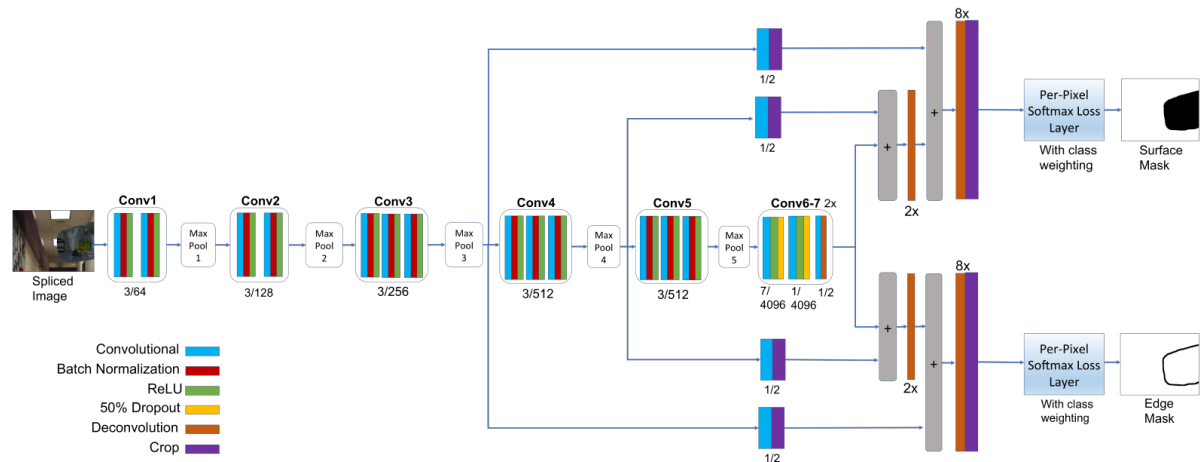 8x
1/2
Per-Pixel
Softmax Loss
Layer
+
1/2
+
With class
weighting
Surface
Mask
Conv1
Conv2
Conv3
Conv4
Conv5
Conv6-7 2x
2x
Max
Pool
1
Max
Pool
2
Max
Pool
3
Max
Pool
4
Max
Pool
5
Spliced
Image
3/64
3/128
3/256
3/512
3/512
7/
4096
1/
4096
1/2
8x
+
+
Per-Pixel
Softmax Loss
Layer
1/2
2x
With class
weighting
Edge
Mask
1/2
Convolutional
Batch Normalization
ReLU
50% Dropout
Deconvolution
Crop